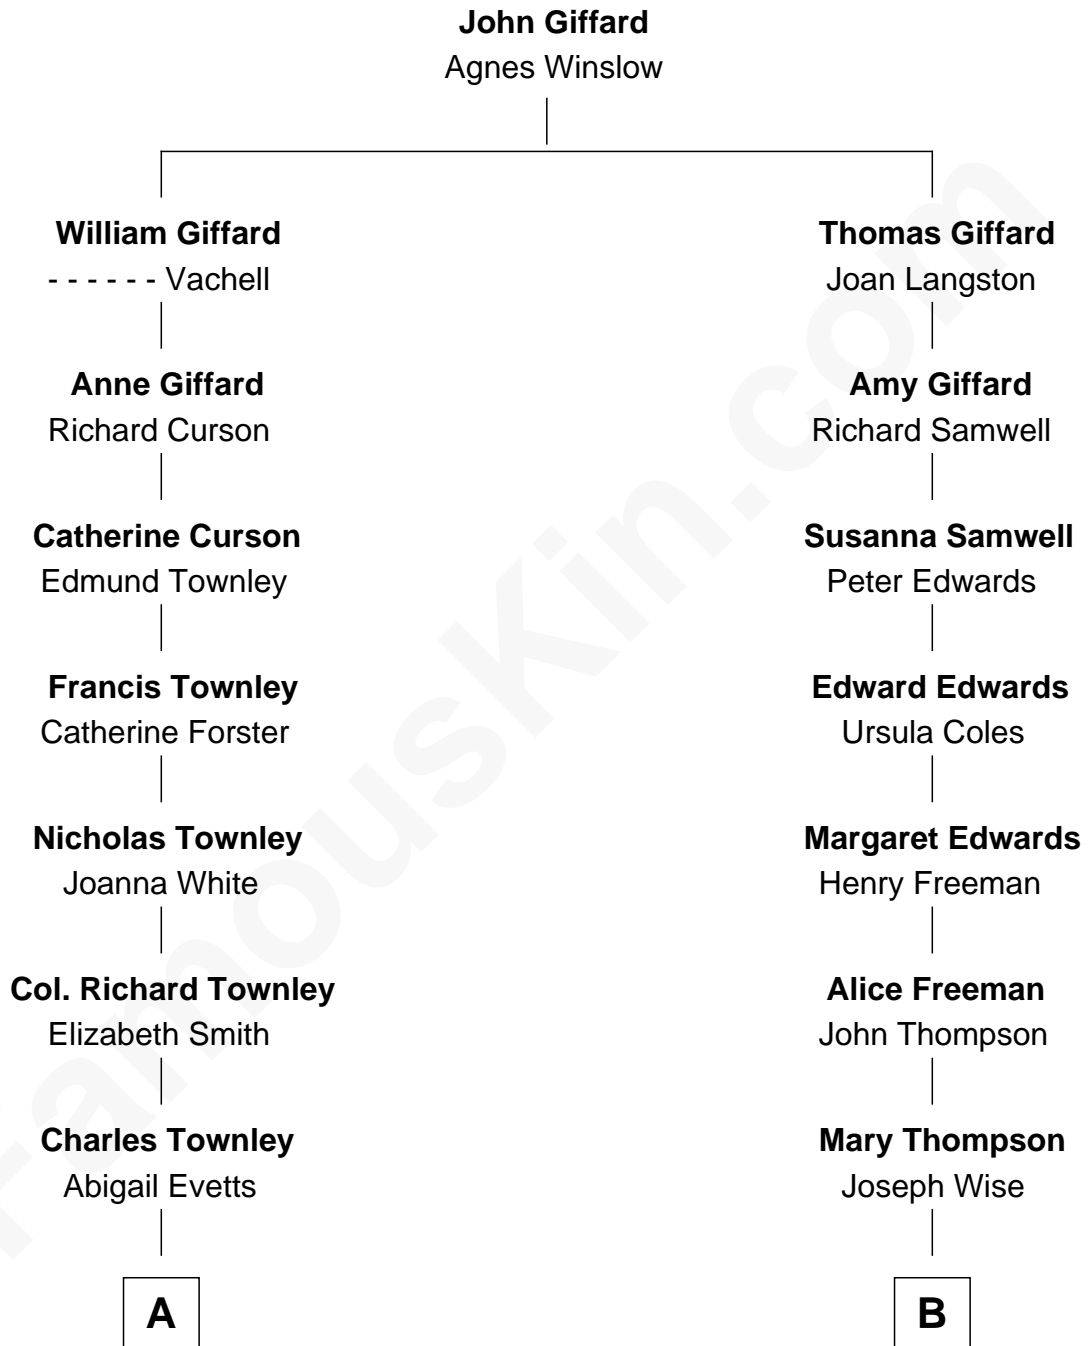 John Giffard
Agnes Winslow
William Giffard
- - - - - - Vachell
Thomas Giffard
Joan Langston
Anne Giffard
Richard Curson
Amy Giffard
Richard Samwell
Catherine Curson
Edmund Townley
Susanna Samwell
Peter Edwards
Francis Townley
Catherine Forster
Edward Edwards
Ursula Coles
Nicholas Townley
Joanna White
Margaret Edwards
Henry Freeman
Col. Richard Townley
Elizabeth Smith
Alice Freeman
John Thompson
Charles Townley
Abigail Evetts
Mary Thompson
Joseph Wise
A
B
FamousKin.com